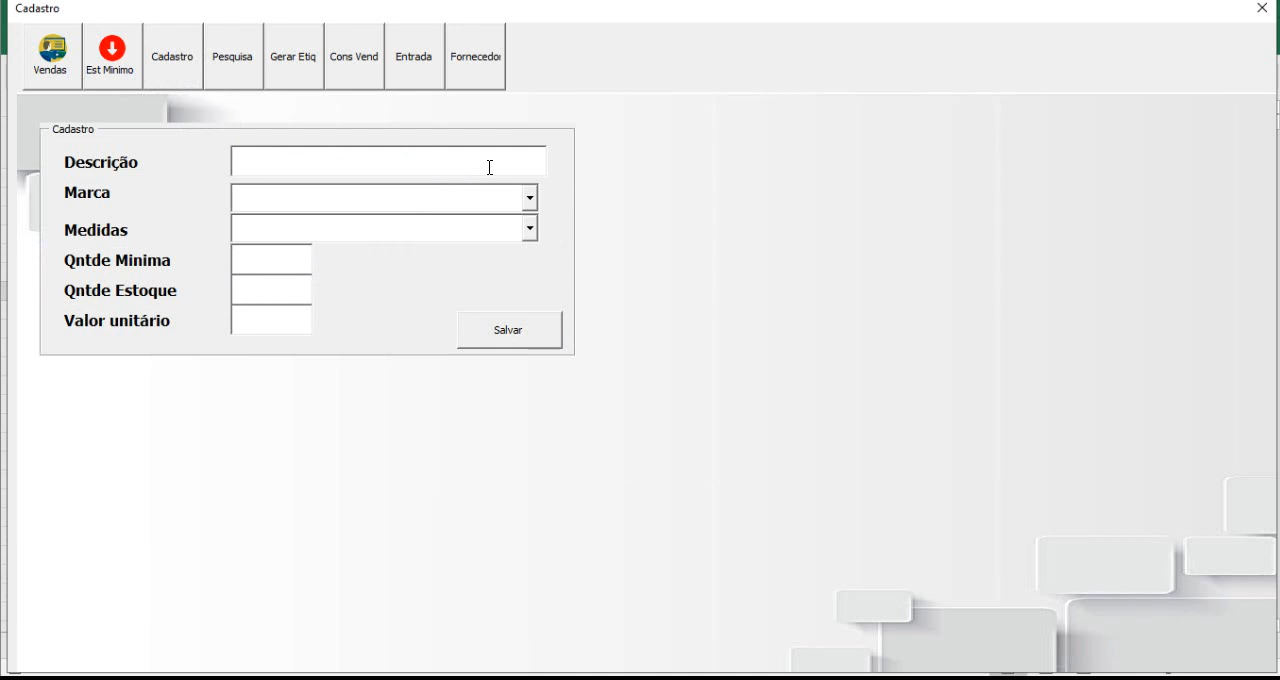 Cadastro
Vendas
Est Minimo
Cadastro
Pesquisa
Gerar Etiq
Cons Vend
Entrada
Fornecedor
Cadastro
Descrição
Marca
Medidas
Qntde Minima
Qntde Estoque
Valor unitário
Salvar